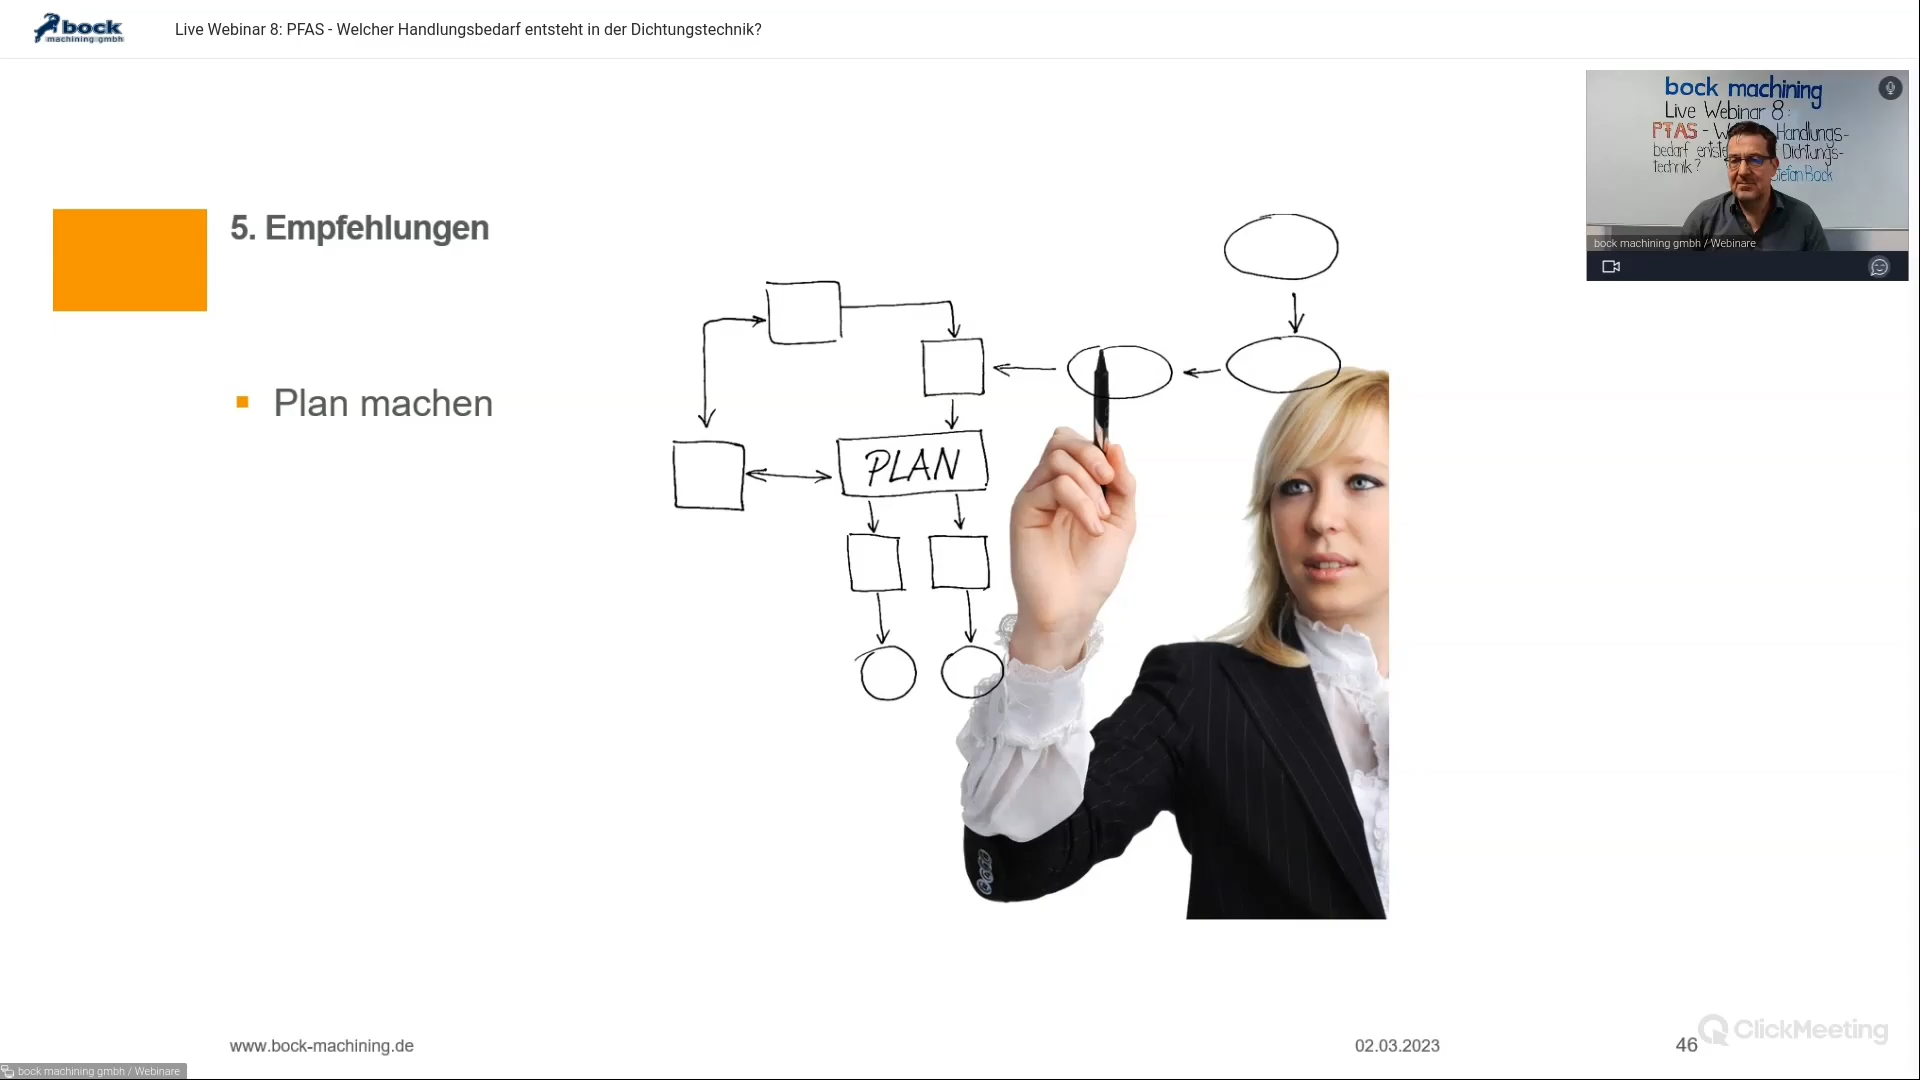 bock
machining gmbh
Live Webinar 8: PFAS - Welcher Handlungsbedarf entsteht in der Dichtungstechnik?
bock machining
Live Webinar 8:
PFAS - Handlungs-
bedarf Dichtungs-
technik?
Stefan Bock
bock machining gmbh / Webinare
5. Empfehlungen
Plan machen
PLAN
www.bock-machining.de
02.03.2023
46
ClickMeeting
bock machining gmbh / Webinare